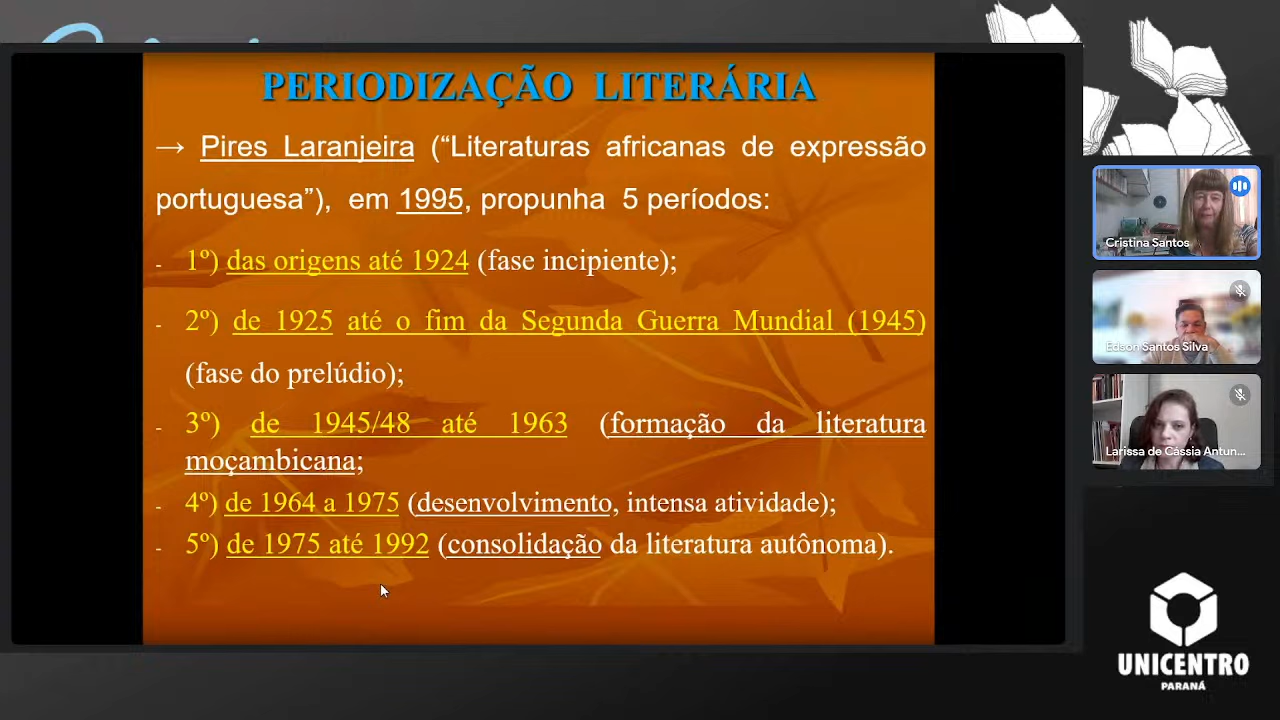 PERIODIZAÇÃO LITERÁRIA
→ Pires Laranjeira (“Literaturas africanas de expressão
portuguesa”), em 1995, propunha 5 períodos:
- 1º) das origens até 1924 (fase incipiente);
- 2º) de 1925 até o fim da Segunda Guerra Mundial (1945)
(fase do prelúdio);
- 3º) de 1945/48 até 1963 (formação da literatura
moçambicana;
- 4º) de 1964 a 1975 (desenvolvimento, intensa atividade);
- 5º) de 1975 até 1992 (consolidação da literatura autônoma).
Cristina Santos
Edson Santos Silva
Larissa de Cássia Antun...
UNICENTRO
PARANÁ